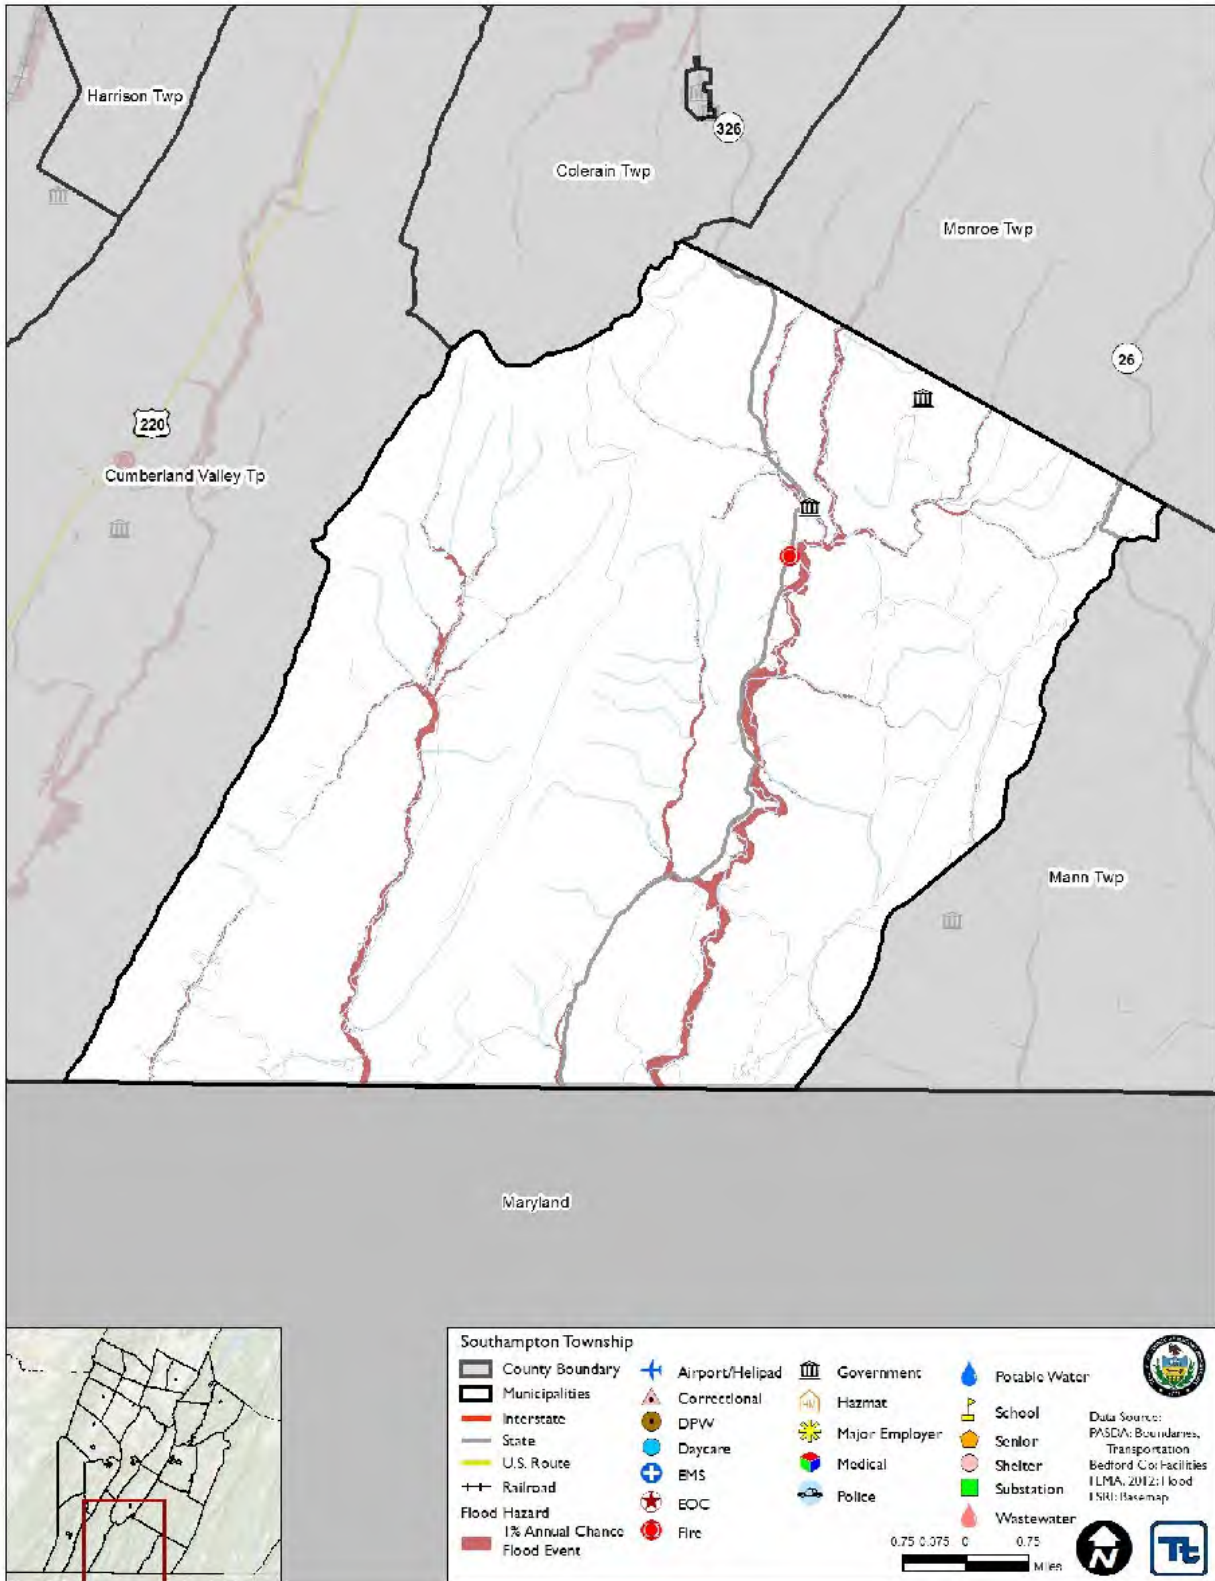 Harrison Twp
326
Colerain Twp
Monroe Twp
26
220
Cumberland Valley Tp
Mann Twp
Maryland
Southampton Township
County Boundary
Municipalities
Interstate
State
U.S. Route
Railroad
Flood Hazard
1% Annual Chance
Flood Event
Airport/Helipad
Correctional
DPW
Daycare
EMS
EOC
Fire
Government
Hazmat
Major Employer
Medical
Police
Potable Water
School
Senior
Shelter
Substation
Wastewater
Data Source:
PASDA: Boundaries,
Transportation
Bedford Co: Facilities
FEMA, 2012: Flood
ESRI: Basemap
0.75 0.375 0 0.75
Miles
N
Tt